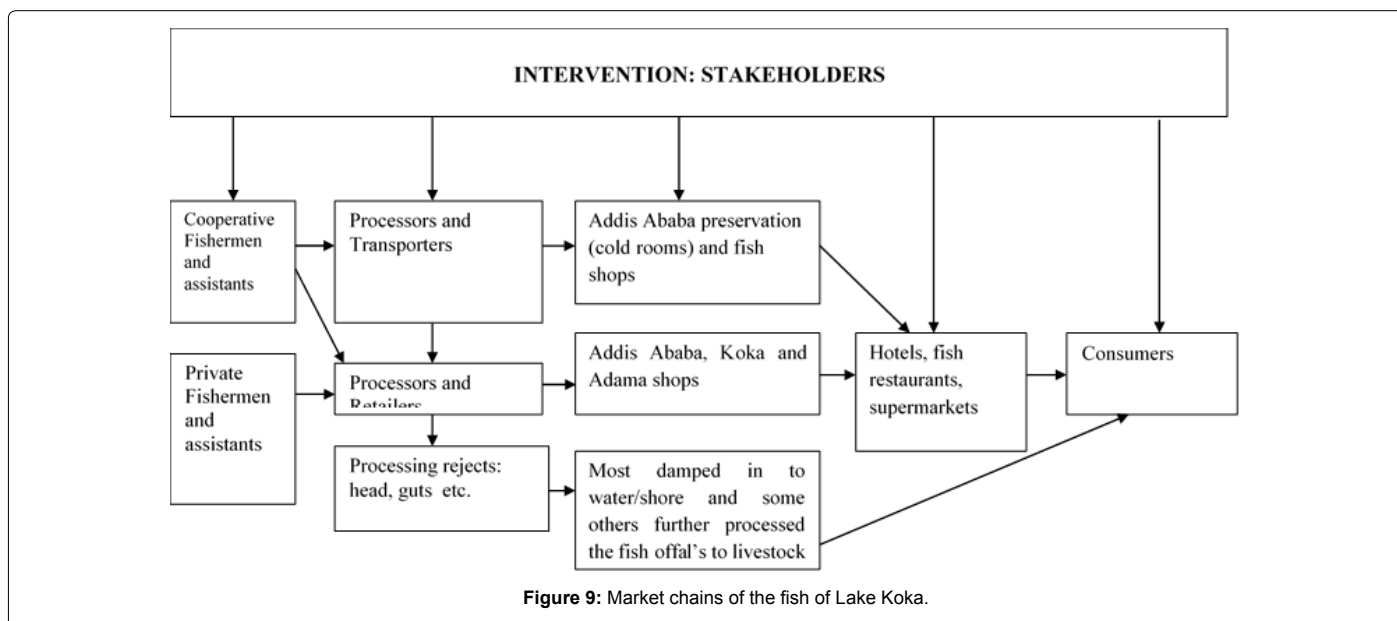 INTERVENTION: STAKEHOLDERS
Cooperative
Fishermen
and
assistants
Processors and
Transporters
Addis Ababa preservation
(cold rooms) and fish
shops
Private
Fishermen
and
assistants
Processors and
Retailers
Addis Ababa, Koka and
Adama shops
Hotels, fish
restaurants,
supermarkets
Consumers
Processing rejects:
head, guts etc.
Most damped in to
water/shore and some
others further processed
the fish offal's to livestock
Figure 9: Market chains of the fish of Lake Koka.